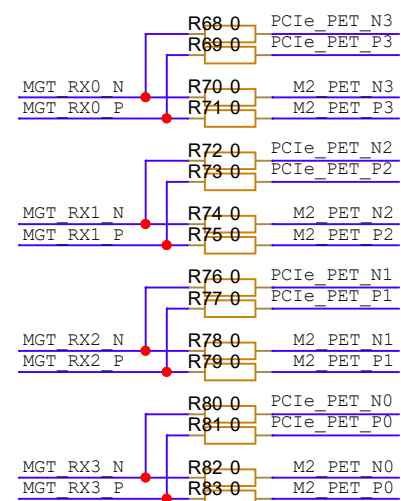 R68 0 PCIe_PET_N3
R69 0 PCIe_PET_P3
MGT_RX0_N R70 0 M2_PET_N3
MGT_RX0_P R71 0 M2_PET_P3
R72 0 PCIe_PET_N2
R73 0 PCIe_PET_P2
MGT_RX1_N R74 0 M2_PET_N2
MGT_RX1_P R75 0 M2_PET_P2
R76 0 PCIe_PET_N1
R77 0 PCIe_PET_P1
MGT_RX2_N R78 0 M2_PET_N1
MGT_RX2_P R79 0 M2_PET_P1
R80 0 PCIe_PET_N0
R81 0 PCIe_PET_P0
MGT_RX3_N R82 0 M2_PET_N0
MGT_RX3_P R83 0 M2_PET_P0